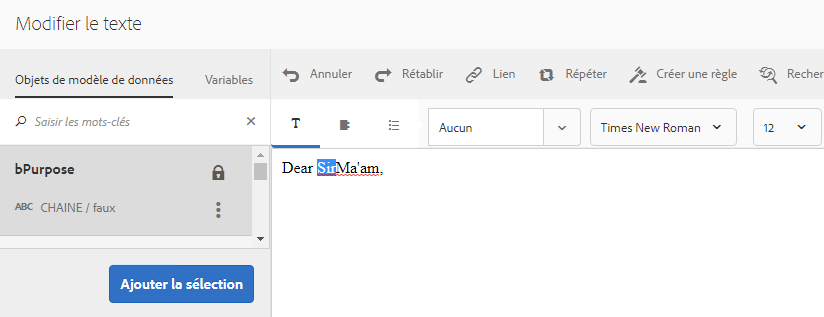 Modifier le texte
Objets de modèle de données Variables
Annuler Rétablir Lien Répéter Créer une règle Recher
Saisir les mots-clés
T Aucun Times New Roman 12
bPurpose
Dear SirMa'am,
ABC CHAINE / faux
Ajouter la sélection